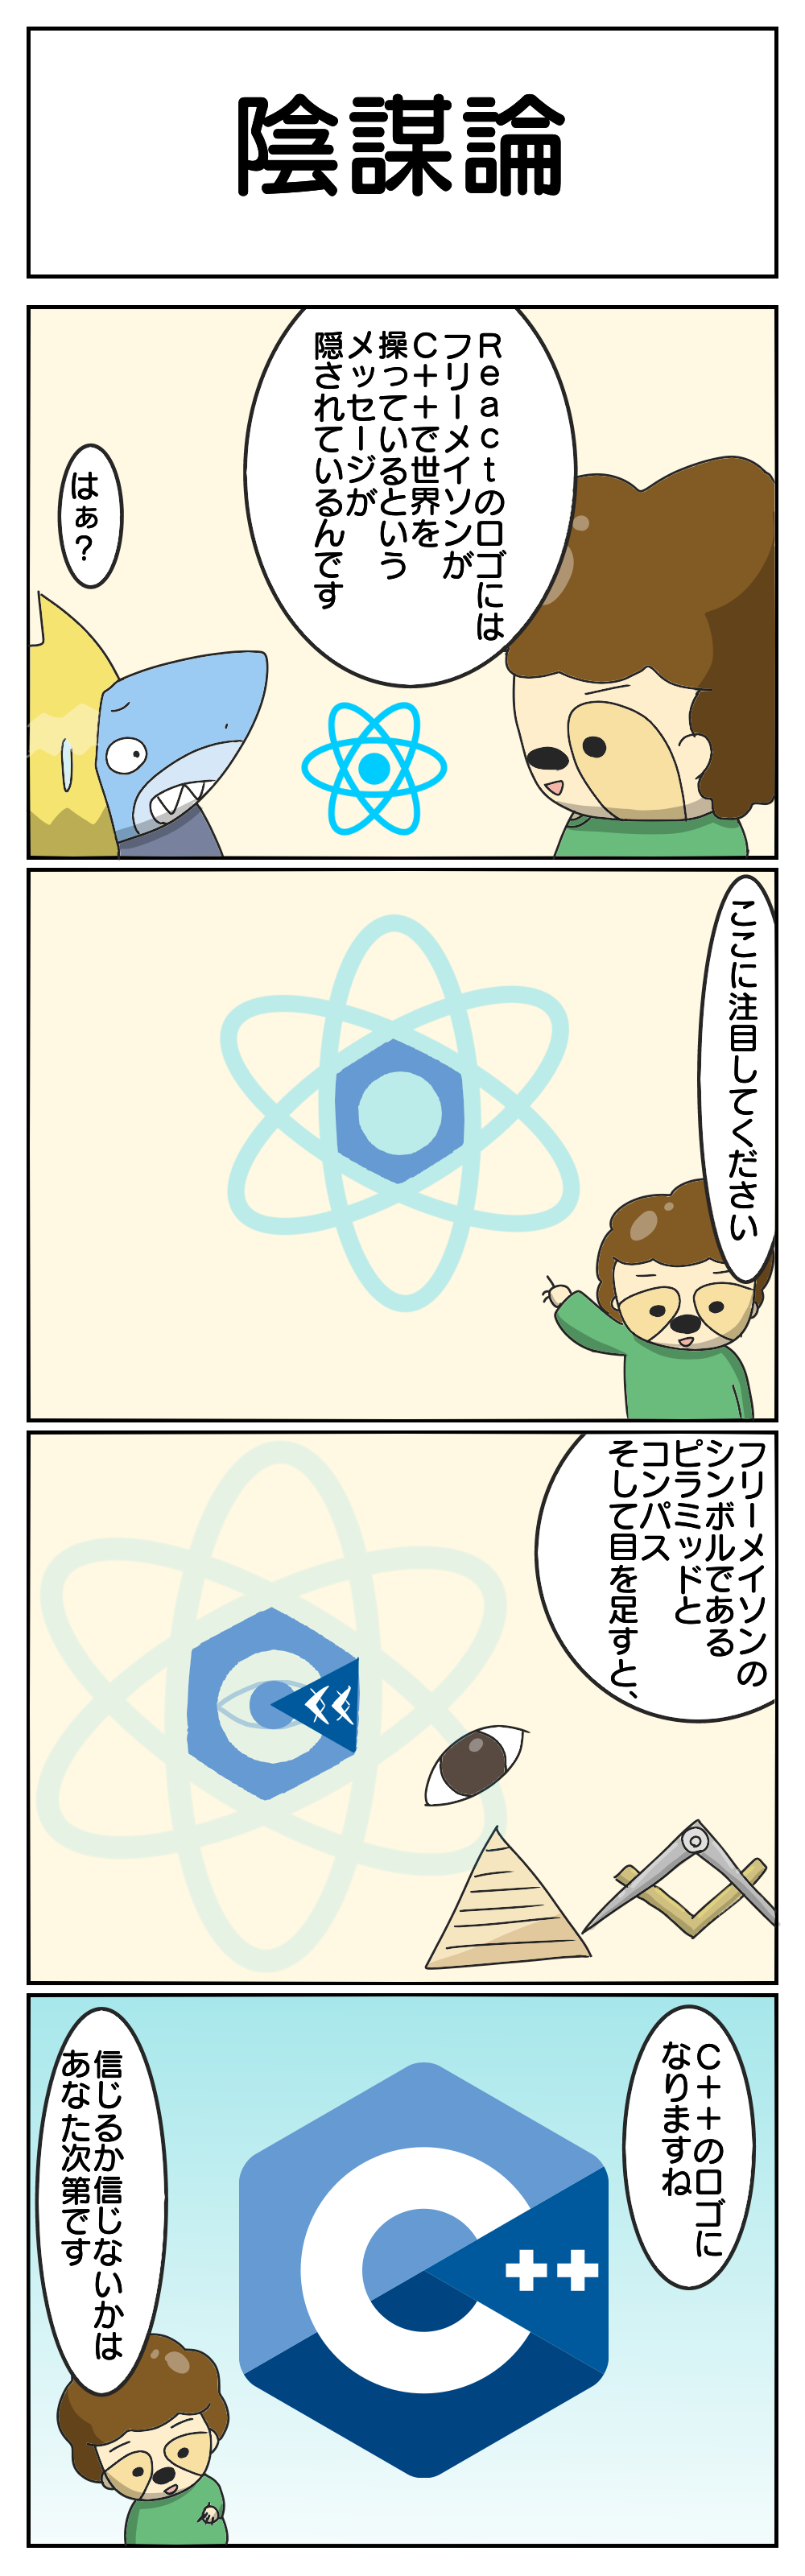 陰謀論
Reactのロゴには
フリーメイソンが
C++で世界を
操っているという
メッセージが
隠されているんです
はぁ？
ここに注目してください
フリーメイソンの
シンボルである
ピラミッドと
コンパス
そして目を足すと、
C++のロゴに
なりますね
C++
信じるか信じないかは
あなた次第です